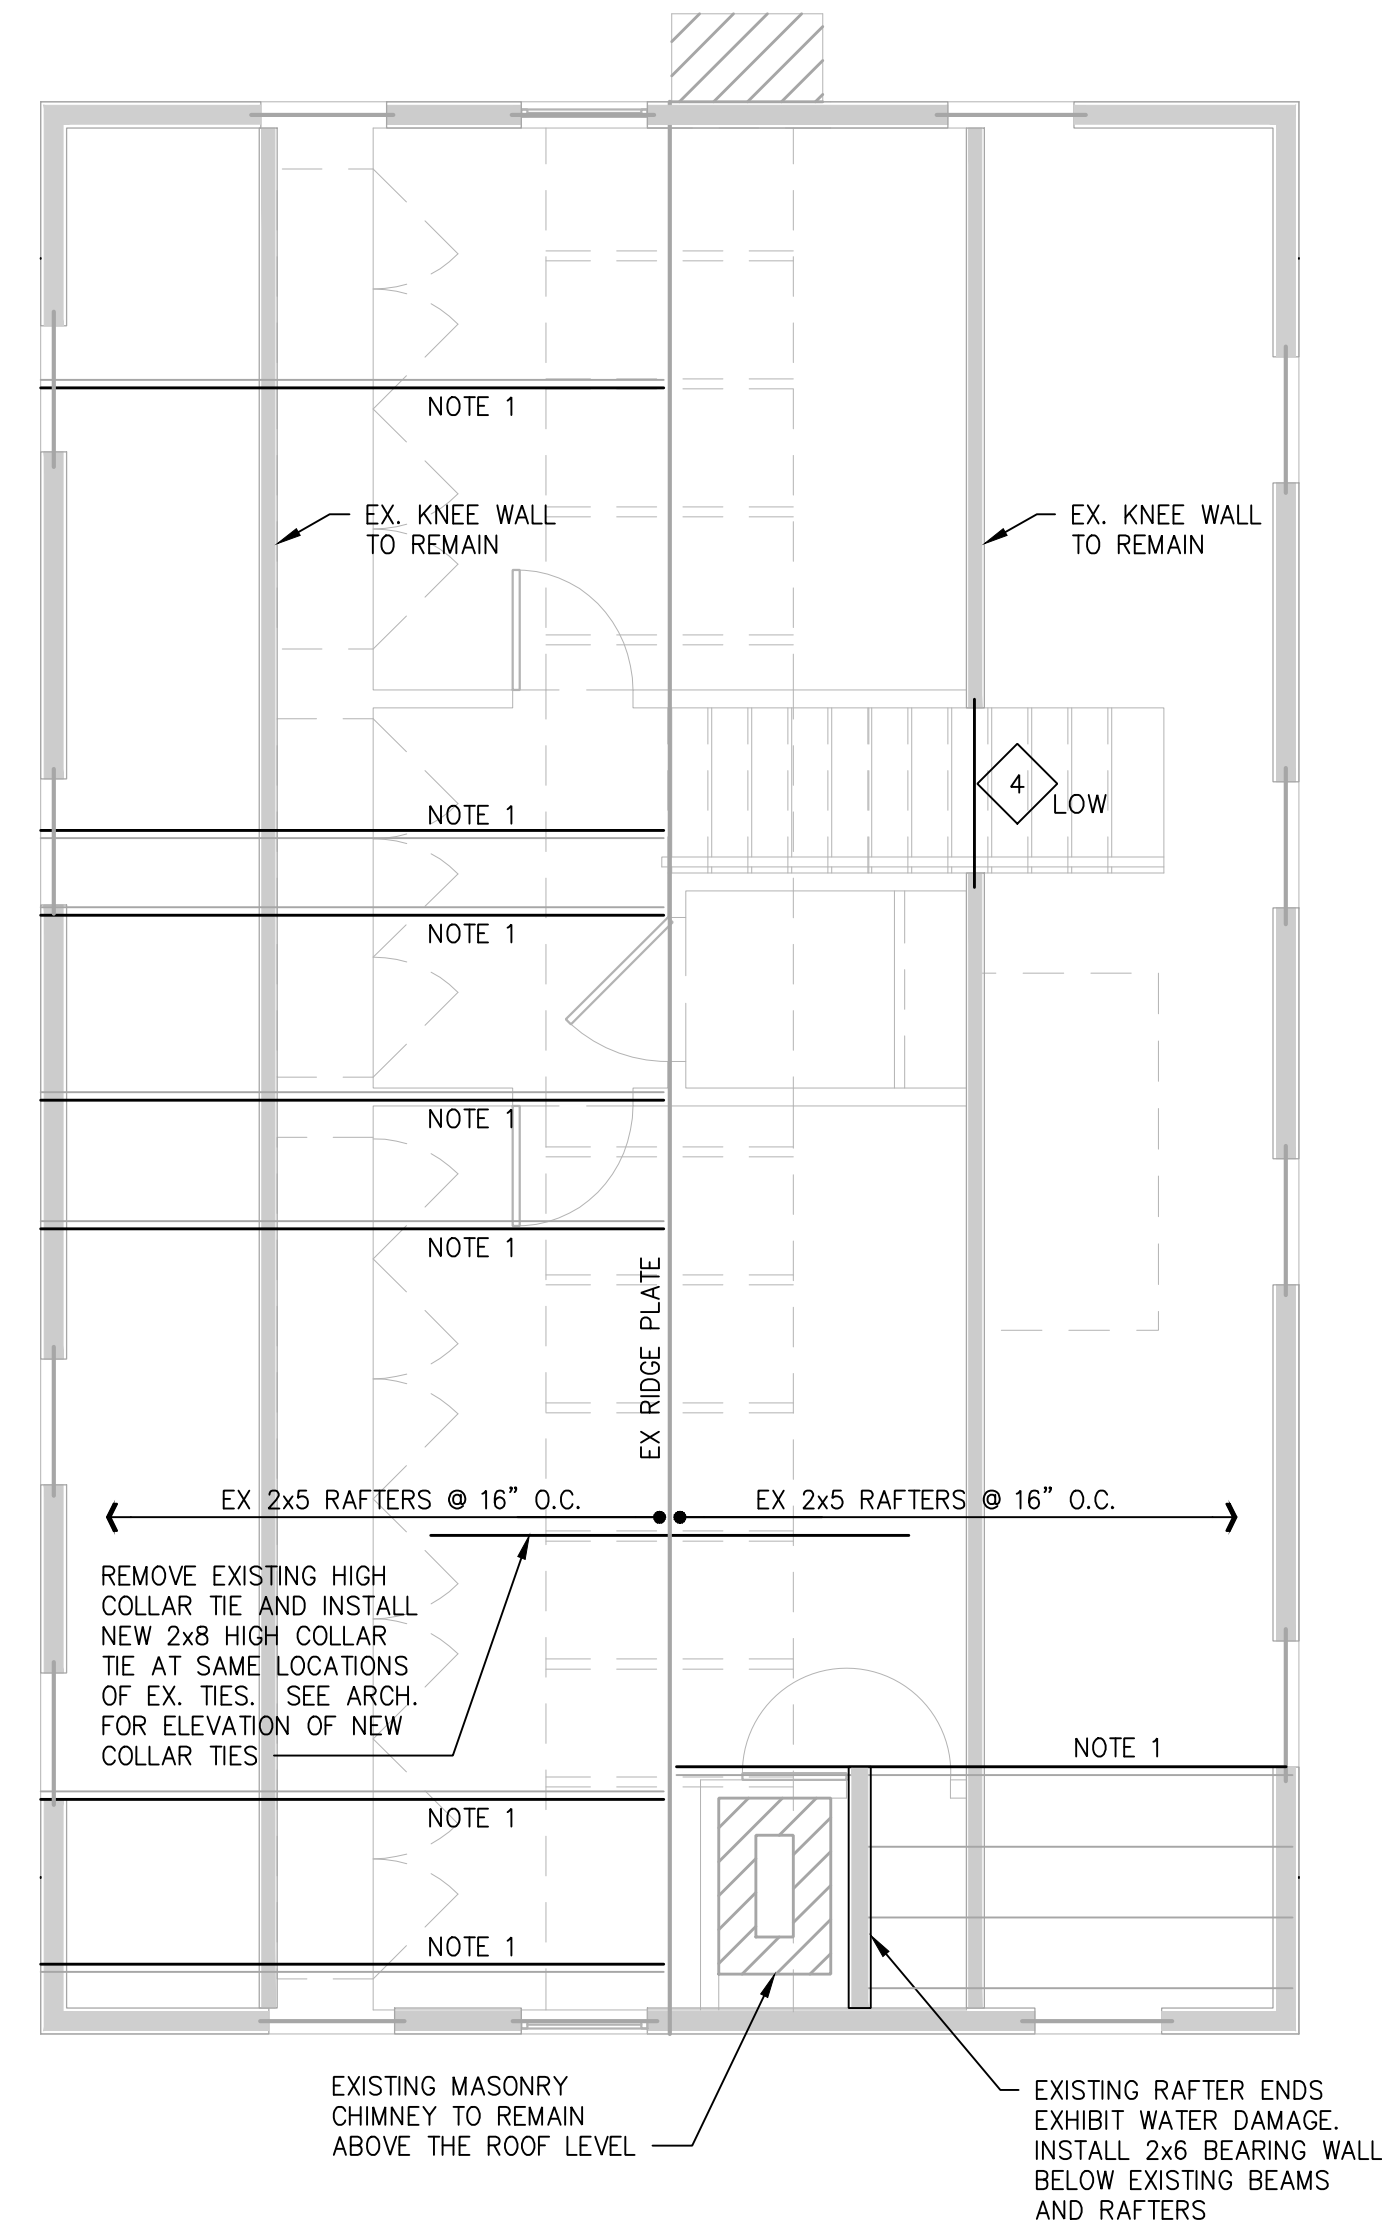 NOTE 1
EX. KNEE WALL
TO REMAIN
EX. KNEE WALL
TO REMAIN
4
LOW
NOTE 1
NOTE 1
NOTE 1
NOTE 1
EX RIDGE PLATE
EX 2x5 RAFTERS @ 16" O.C.
EX 2x5 RAFTERS @ 16" O.C.
REMOVE EXISTING HIGH
COLLAR TIE AND INSTALL
NEW 2x8 HIGH COLLAR
TIE AT SAME LOCATIONS
OF EX. TIES. SEE ARCH.
FOR ELEVATION OF NEW
COLLAR TIES
NOTE 1
NOTE 1
NOTE 1
EXISTING MASONRY
CHIMNEY TO REMAIN
ABOVE THE ROOF LEVEL
EXISTING RAFTER ENDS
EXHIBIT WATER DAMAGE.
INSTALL 2x6 BEARING WALL
BELOW EXISTING BEAMS
AND RAFTERS